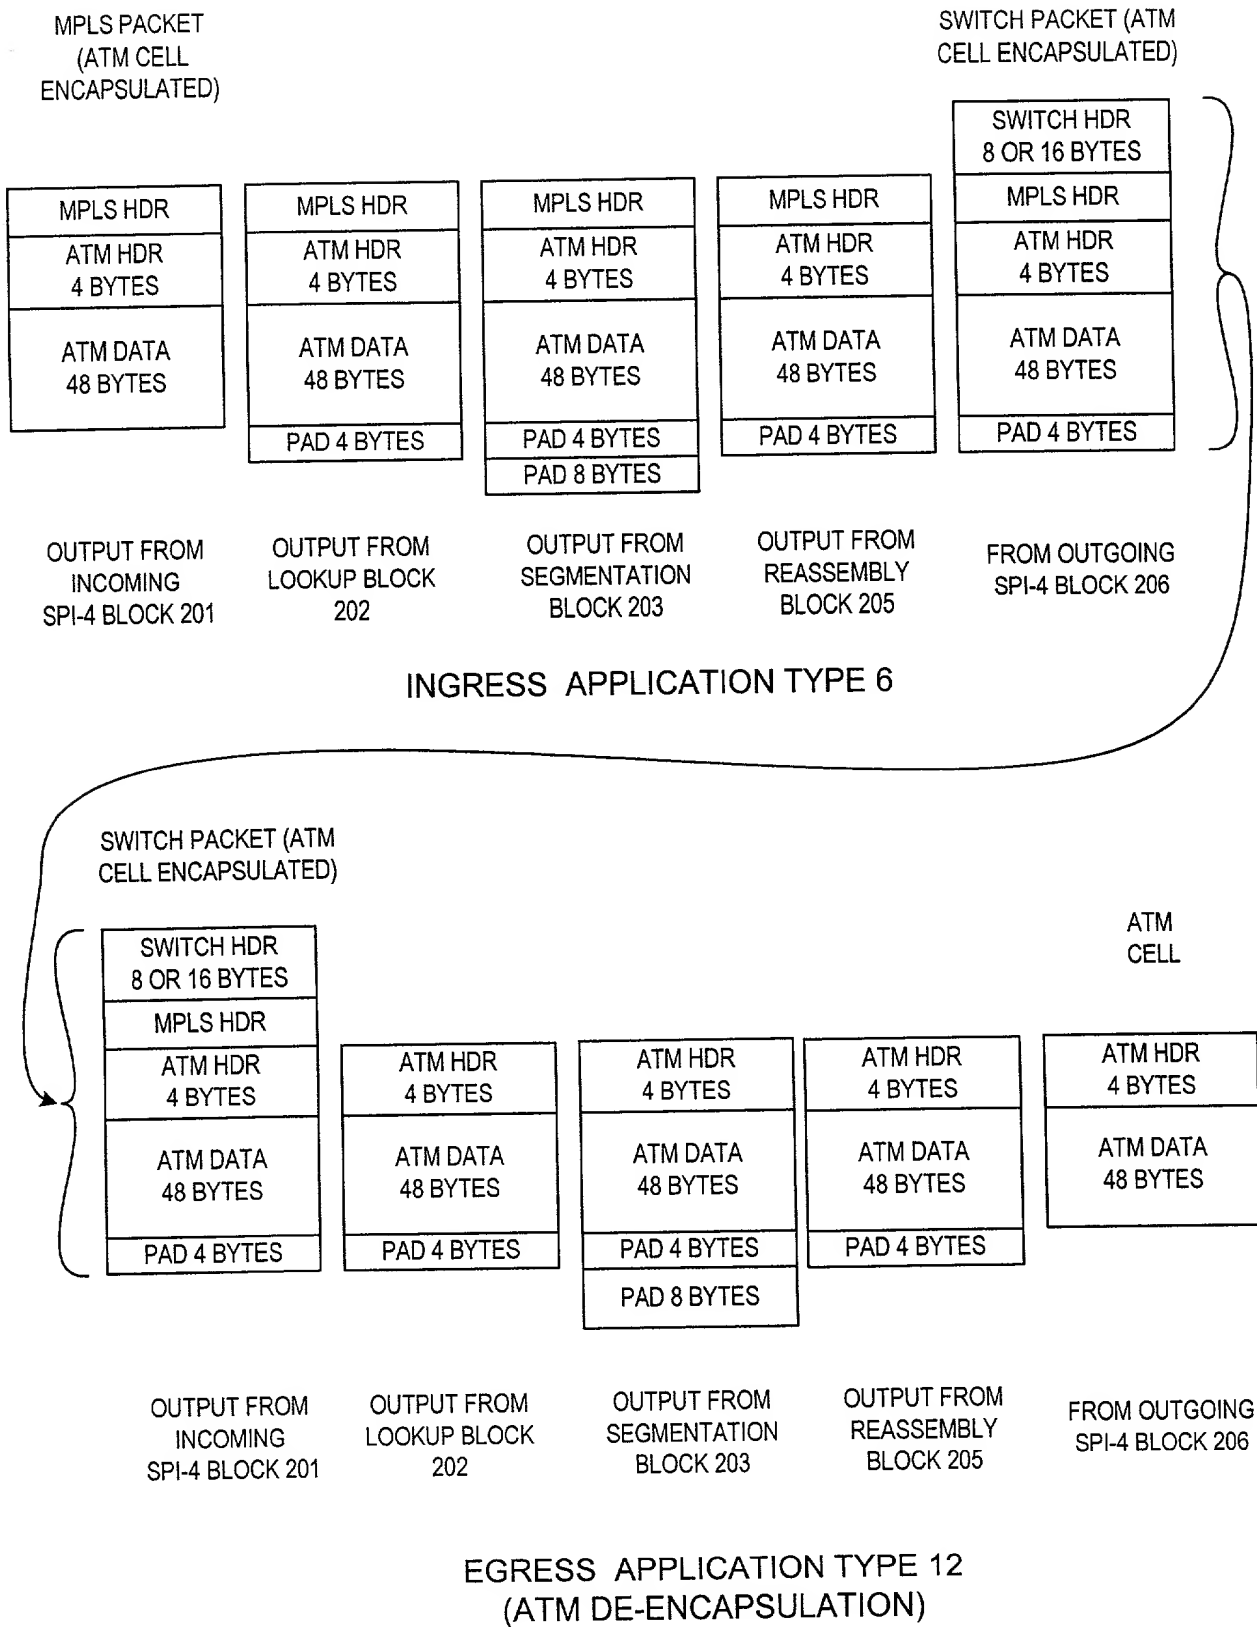 MPLS PACKET
(ATM CELL
ENCAPSULATED)
SWITCH PACKET (ATM
CELL ENCAPSULATED)
MPLS HDR
ATM HDR
4 BYTES
ATM DATA
48 BYTES
MPLS HDR
ATM HDR
4 BYTES
ATM DATA
48 BYTES
PAD 4 BYTES
MPLS HDR
ATM HDR
4 BYTES
ATM DATA
48 BYTES
PAD 4 BYTES
PAD 8 BYTES
MPLS HDR
ATM HDR
4 BYTES
ATM DATA
48 BYTES
PAD 4 BYTES
SWITCH HDR
8 OR 16 BYTES
MPLS HDR
ATM HDR
4 BYTES
ATM DATA
48 BYTES
PAD 4 BYTES
OUTPUT FROM
INCOMING
SPI-4 BLOCK 201
OUTPUT FROM
LOOKUP BLOCK
202
OUTPUT FROM
SEGMENTATION
BLOCK 203
OUTPUT FROM
REASSEMBLY
BLOCK 205
FROM OUTGOING
SPI-4 BLOCK 206
INGRESS APPLICATION TYPE 6
SWITCH PACKET (ATM
CELL ENCAPSULATED)
ATM
CELL
SWITCH HDR
8 OR 16 BYTES
MPLS HDR
ATM HDR
4 BYTES
ATM DATA
48 BYTES
PAD 4 BYTES
ATM HDR
4 BYTES
ATM DATA
48 BYTES
PAD 4 BYTES
ATM HDR
4 BYTES
ATM DATA
48 BYTES
PAD 4 BYTES
PAD 8 BYTES
ATM HDR
4 BYTES
ATM DATA
48 BYTES
PAD 4 BYTES
ATM HDR
4 BYTES
ATM DATA
48 BYTES
OUTPUT FROM
INCOMING
SPI-4 BLOCK 201
OUTPUT FROM
LOOKUP BLOCK
202
OUTPUT FROM
SEGMENTATION
BLOCK 203
OUTPUT FROM
REASSEMBLY
BLOCK 205
FROM OUTGOING
SPI-4 BLOCK 206
EGRESS APPLICATION TYPE 12
(ATM DE-ENCAPSULATION)